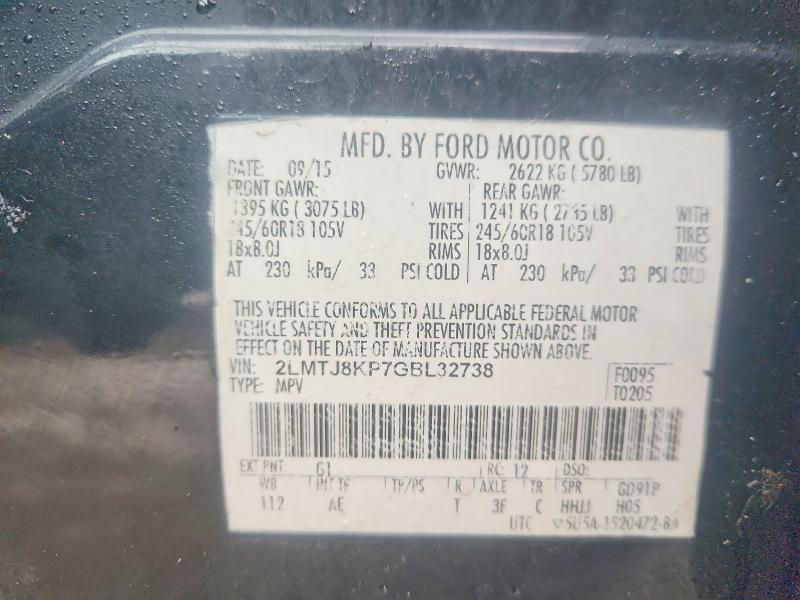 MFD. BY FORD MOTOR CO.
DATE: 09/15 GVWR: 2622 KG ( 5780 LB)
FRONT GAWR: REAR GAWR:
1395 KG ( 3075 LB) WITH 1241 KG ( 2735 LB) WITH
245/60R18 105V TIRES 245/60R18 105V TIRES
18x8.0J RIMS 18x8.0J RIMS
AT 230 kPa/ 33 PSI COLD AT 230 kPa/ 33 PSI COLD
THIS VEHICLE CONFORMS TO ALL APPLICABLE FEDERAL MOTOR
VEHICLE SAFETY AND THEFT PREVENTION STANDARDS IN
EFFECT ON THE DATE OF MANUFACTURE SHOWN ABOVE.
VIN: 2LMTJ8KP7GBL32738 F0095
TYPE: MPV T0205
EXT PNT: G1 RC: 12 DSO:
WB INT TR TP/PS R AXLE TR SPR GD91P
112 AE T 3F C HHJJ H05
UTC ▽5U5A-1520472-BA